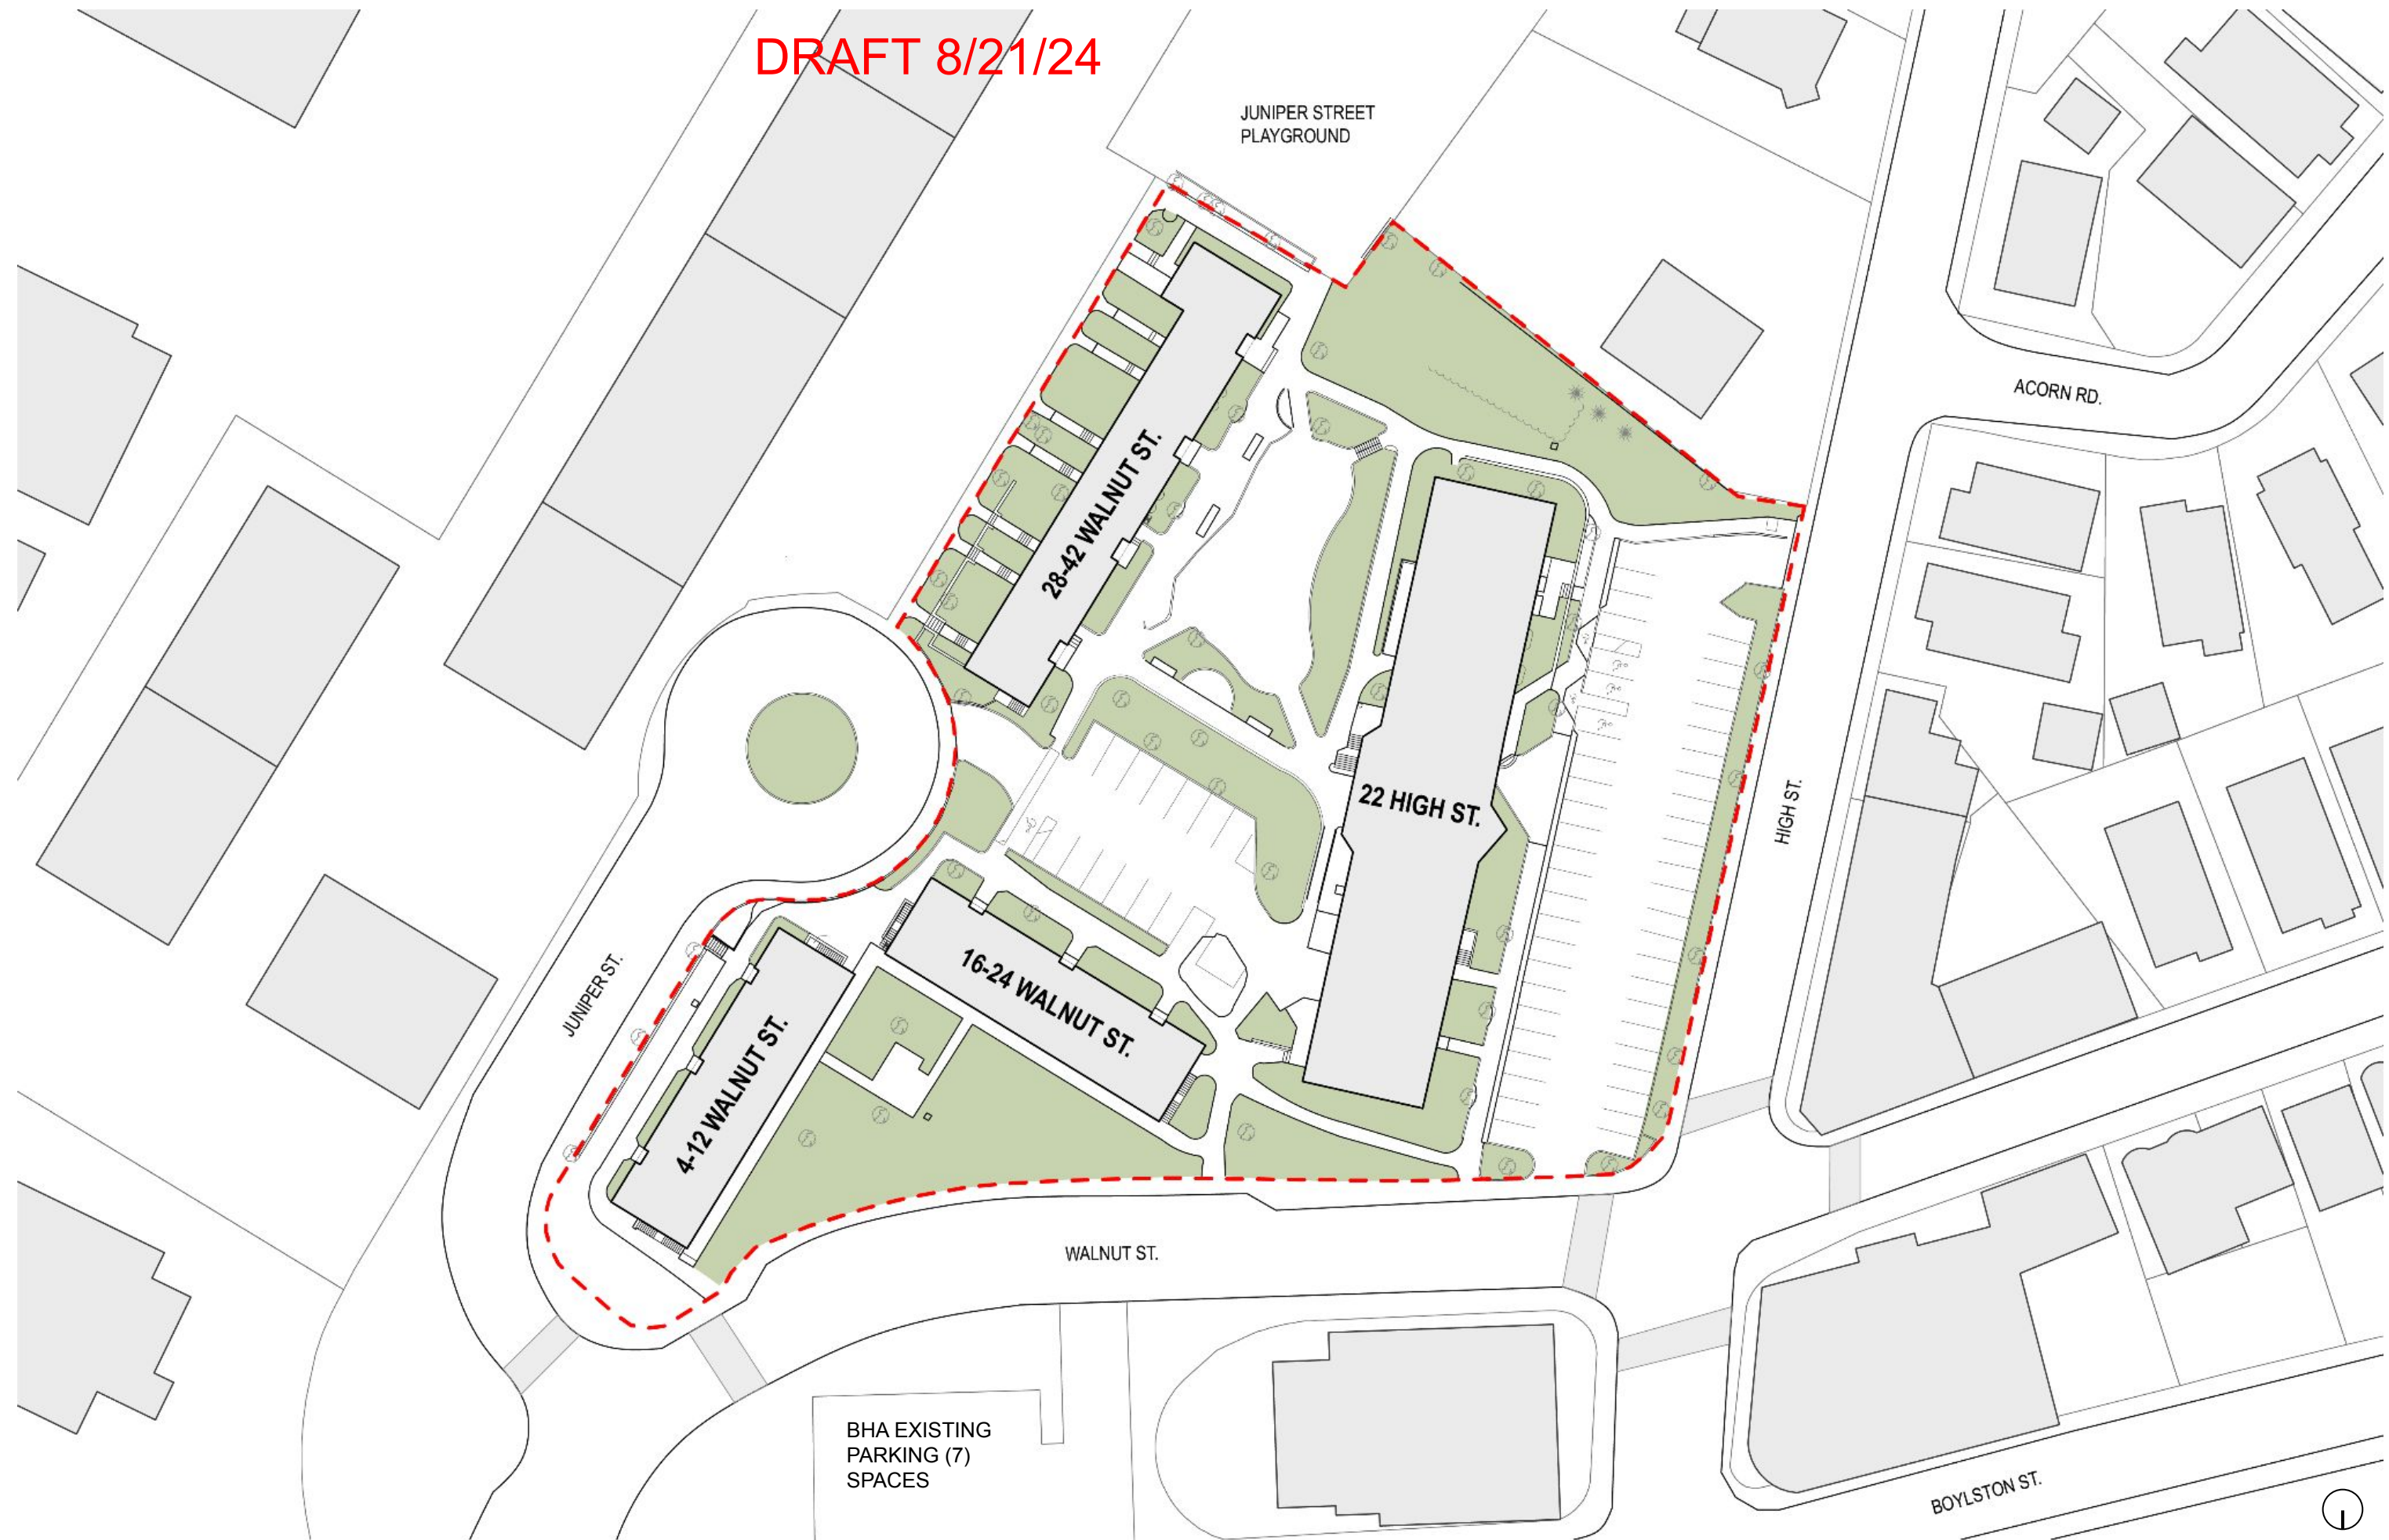 DRAFT 8/21/24
JUNIPER STREET
PLAYGROUND
ACORN RD.
28-42 WALNUT ST.
22 HIGH ST.
HIGH ST.
JUNIPER ST.
16-24 WALNUT ST.
4-12 WALNUT ST.
WALNUT ST.
BHA EXISTING
PARKING (7)
SPACES
BOYLSTON ST.